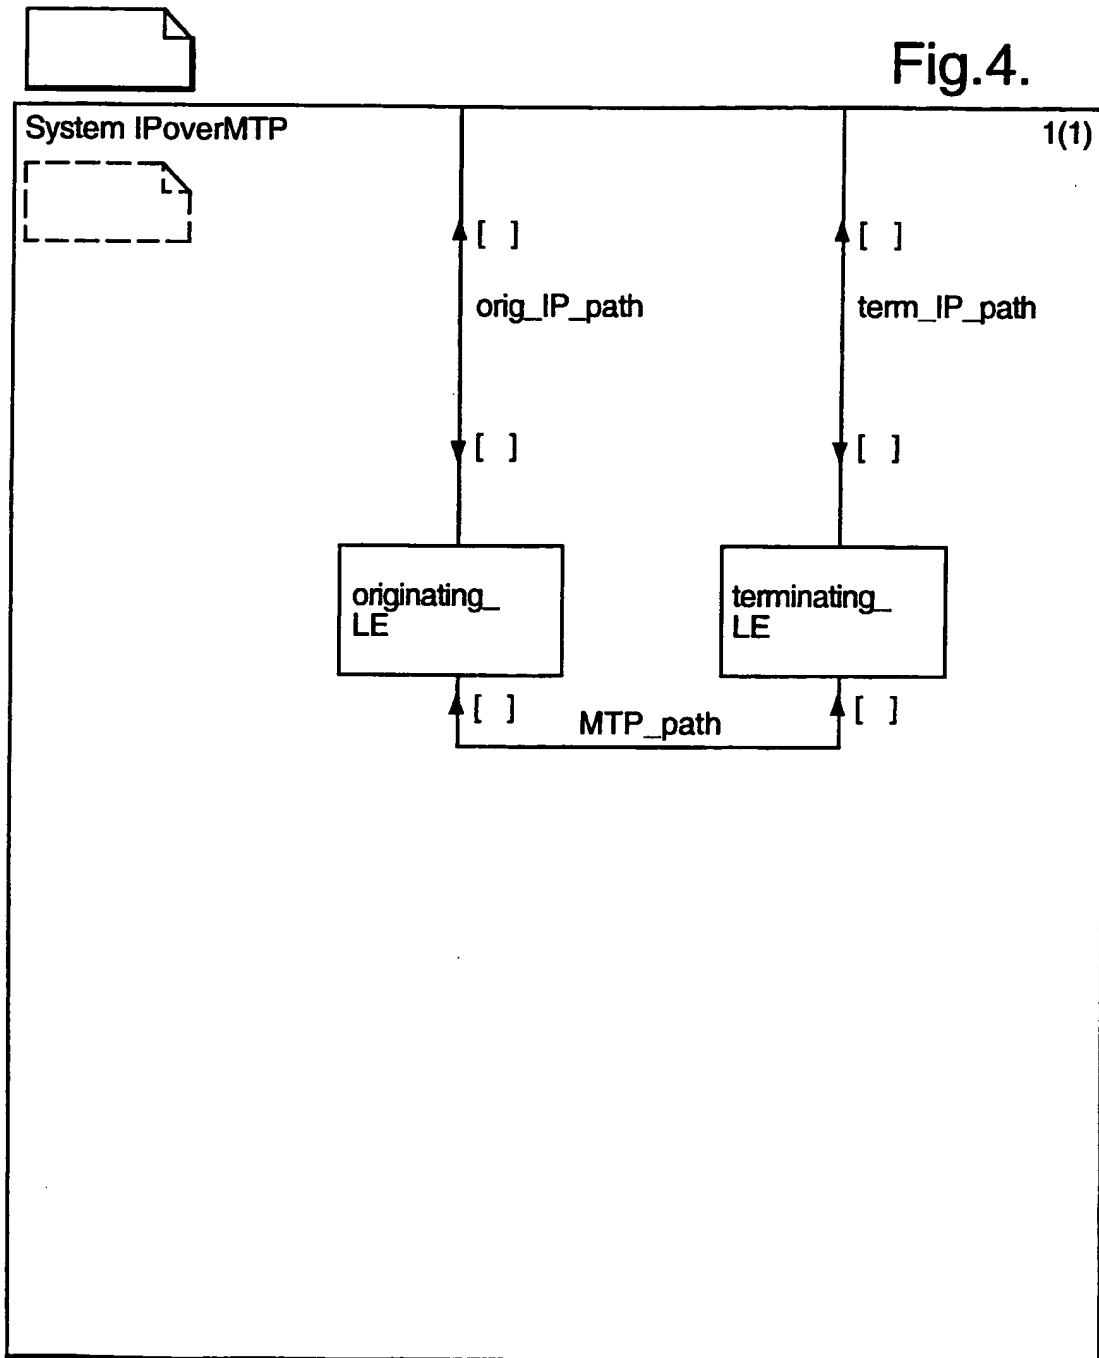 Fig.4.
System IPoverMTP
1(1)
[ ]
[ ]
orig_IP_path
term_IP_path
[ ]
[ ]
originating_
LE
terminating_
LE
[ ]
MTP_path
[ ]